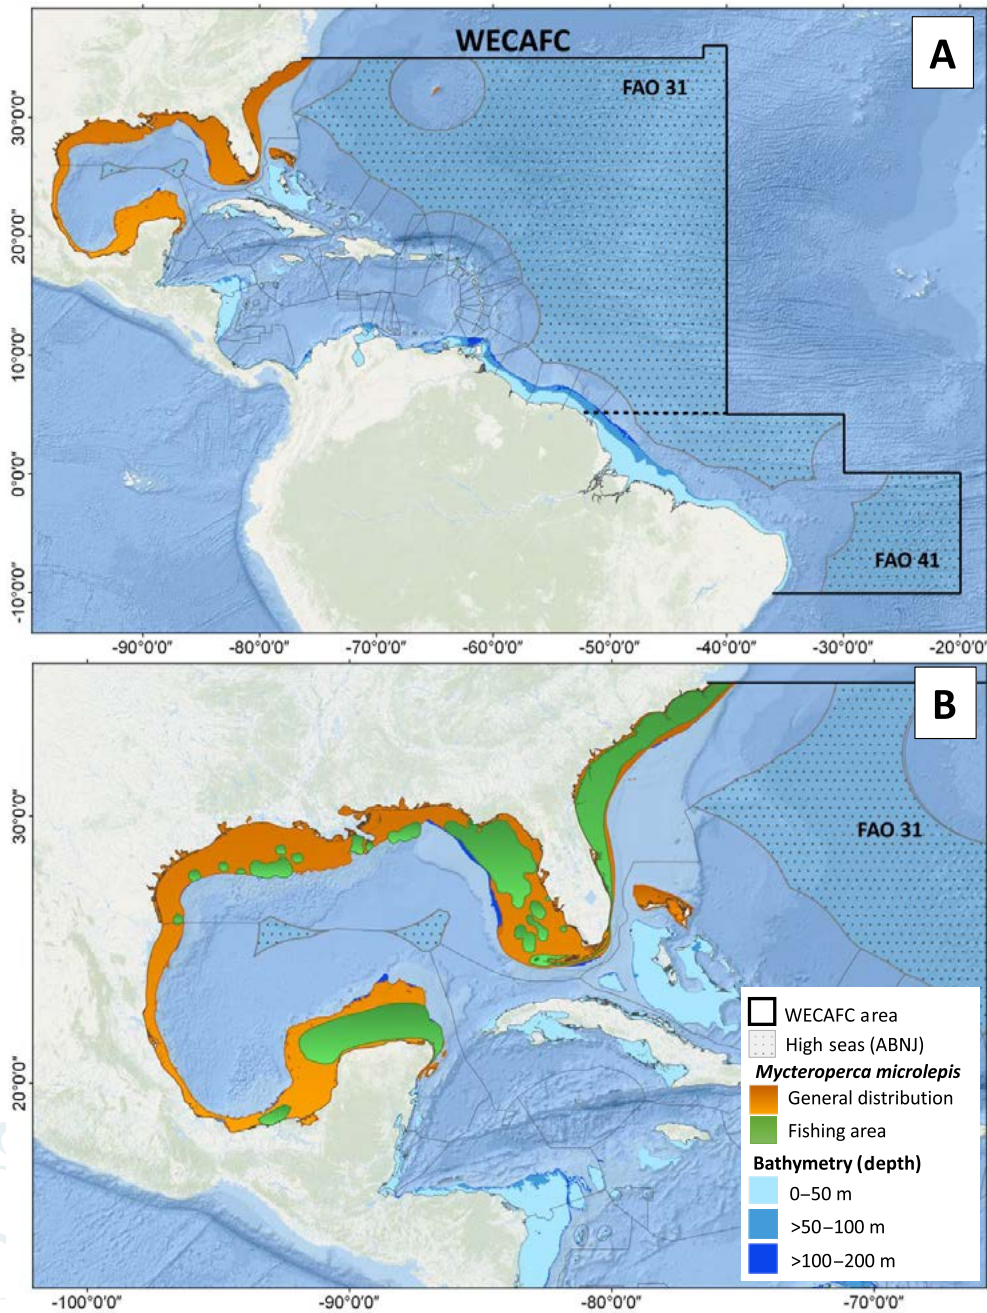 WECAFC
A
FAO 31
30°0'0"
20°0'0"
10°0'0"
0°0'0"
-10°0'0"
FAO 41
-90°0'0"
-80°0'0"
-70°0'0"
-60°0'0"
-50°0'0"
-40°0'0"
-30°0'0"
-20°0'0"
B
30°0'0"
FAO 31
20°0'0"
WECAFC area
High seas (ABNJ)
Mycteroperca microlepis
General distribution
Fishing area
Bathymetry (depth)
0–50 m
>50–100 m
>100–200 m
-100°0'0"
-90°0'0"
-80°0'0"
-70°0'0"